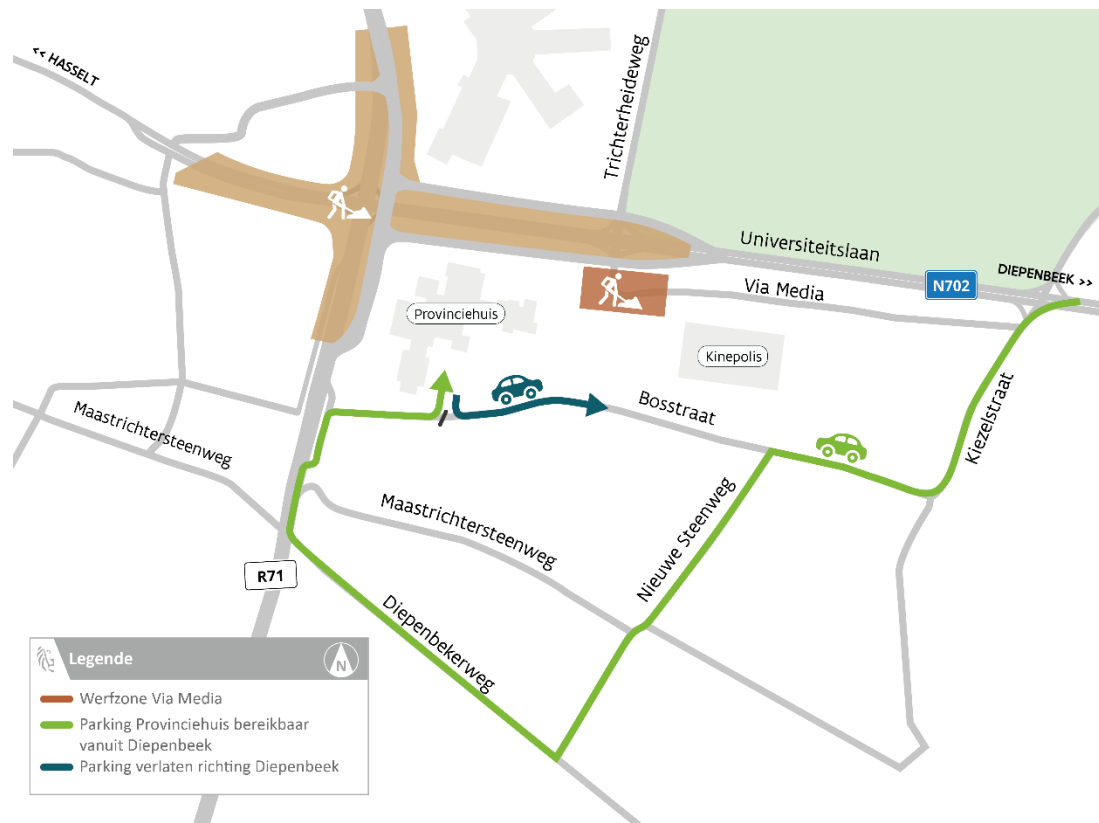 << HASSELT
Trichterheideweg
Universiteitslaan
DIEPENBEEK >>
N702
Via Media
Provinciehuis
Kinepolis
Bosstraat
Kiezelstraat
Maastrichtersteenweg
Maastrichtersteenweg
Nieuwe Steenweg
R71
Diepenbekerweg
Legende
N
Werfzone Via Media
Parking Provinciehuis bereikbaar
vanuit Diepenbeek
Parking verlaten richting Diepenbeek